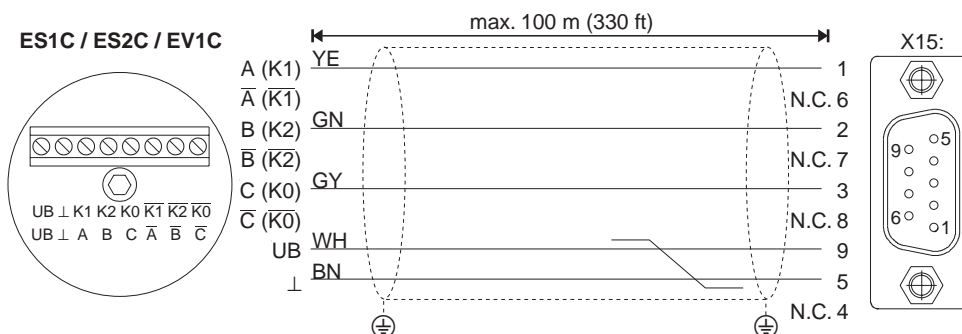 max. 100 m (330 ft)
ES1C / ES2C / EV1C
X15:
A (K1) YE 1
A̅ (K̅1̅) N.C. 6
B (K2) GN 2
B̅ (K̅2̅) N.C. 7
C (K0) GY 3
C̅ (K̅0̅) N.C. 8
UB WH 9
⊥ BN 5
N.C. 4
UB ⊥ K1 K2 K0 K̅1̅ K̅2̅ K̅0̅
UB ⊥ A B C A̅ B̅ C̅
5
9
6
1